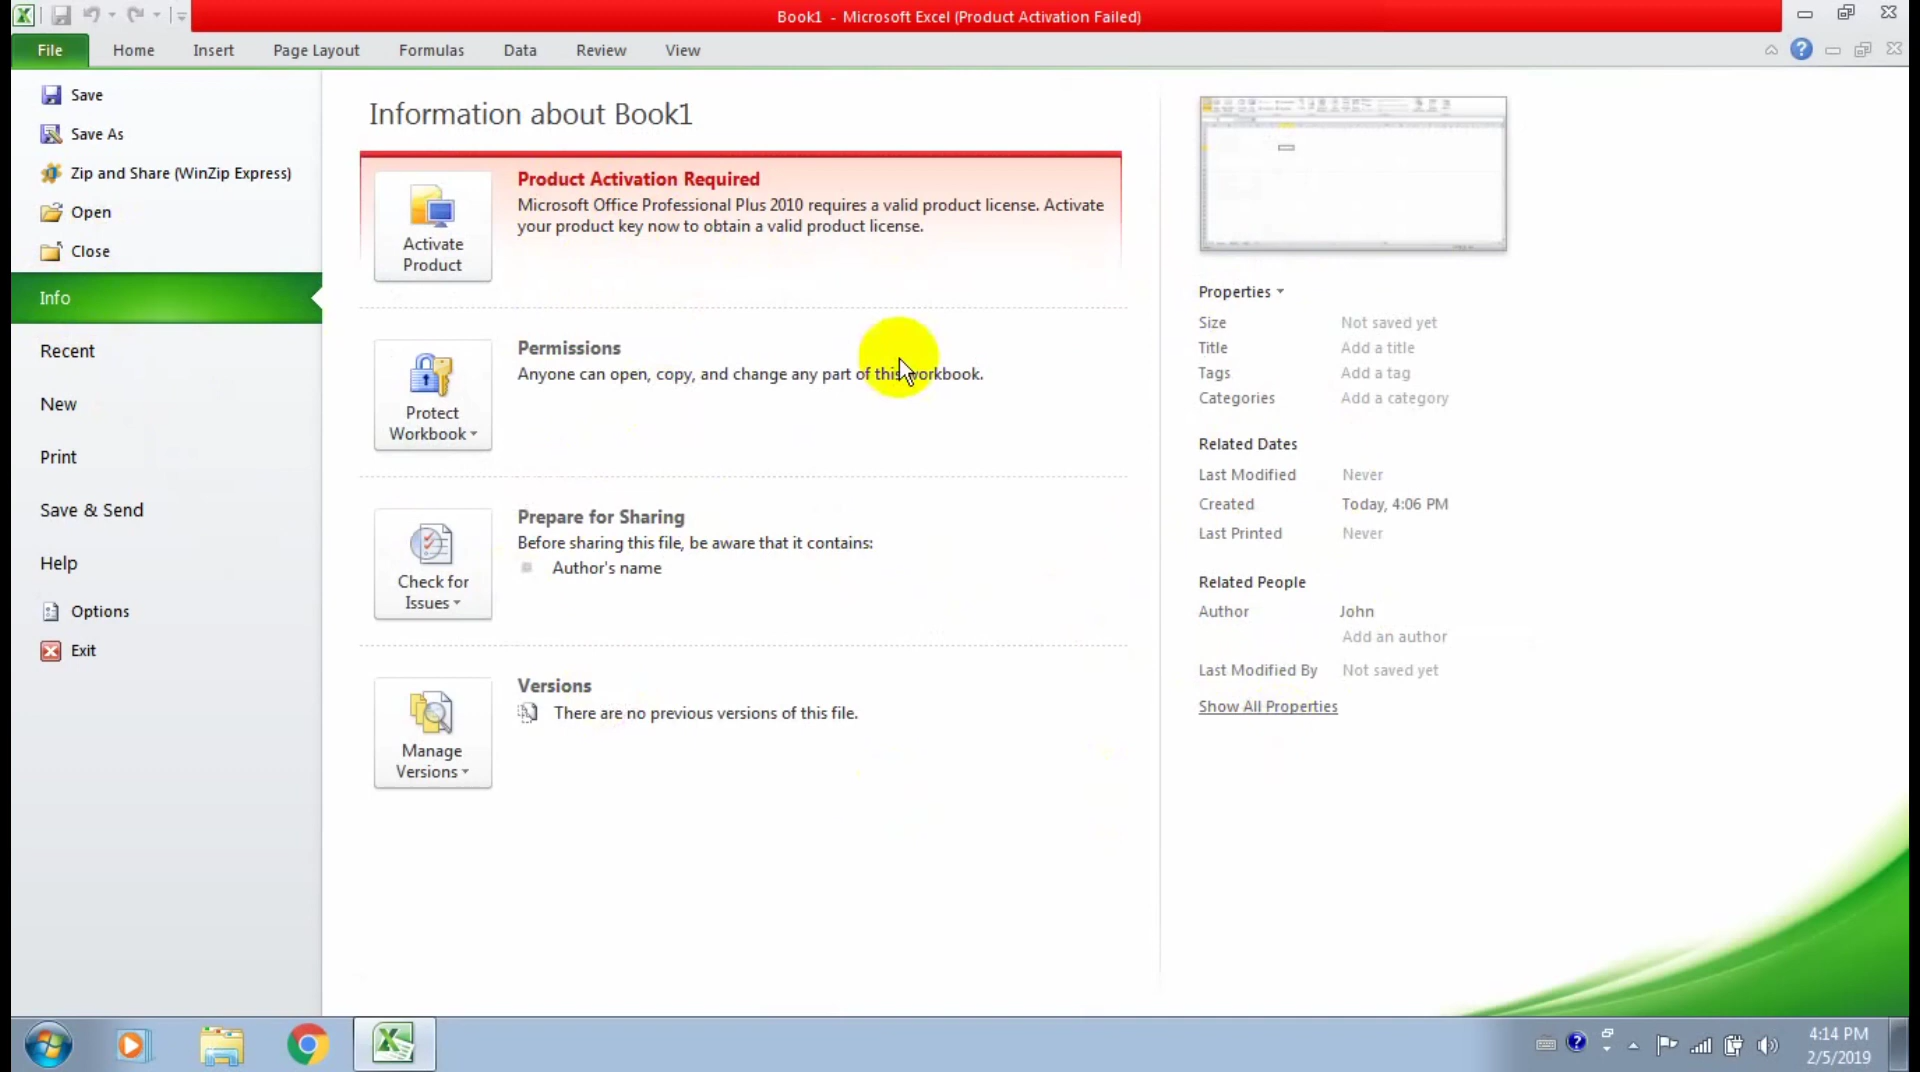 Book1 - Microsoft Excel (Product Activation Failed)
File Home Insert Page Layout Formulas Data Review View
Save
Save As
Zip and Share (WinZip Express)
Open
Close
Info
Recent
New
Print
Save & Send
Help
Options
Exit
Information about Book1
Activate
Product
Product Activation Required
Microsoft Office Professional Plus 2010 requires a valid product license. Activate
your product key now to obtain a valid product license.
Protect
Workbook
Permissions
Anyone can open, copy, and change any part of this workbook.
Check for
Issues
Prepare for Sharing
Before sharing this file, be aware that it contains:
Author's name
Manage
Versions
Versions
There are no previous versions of this file.
Properties
Size Not saved yet
Title Add a title
Tags Add a tag
Categories Add a category
Related Dates
Last Modified Never
Created Today, 4:06 PM
Last Printed Never
Related People
Author John
Add an author
Last Modified By Not saved yet
Show All Properties
4:14 PM
2/5/2019